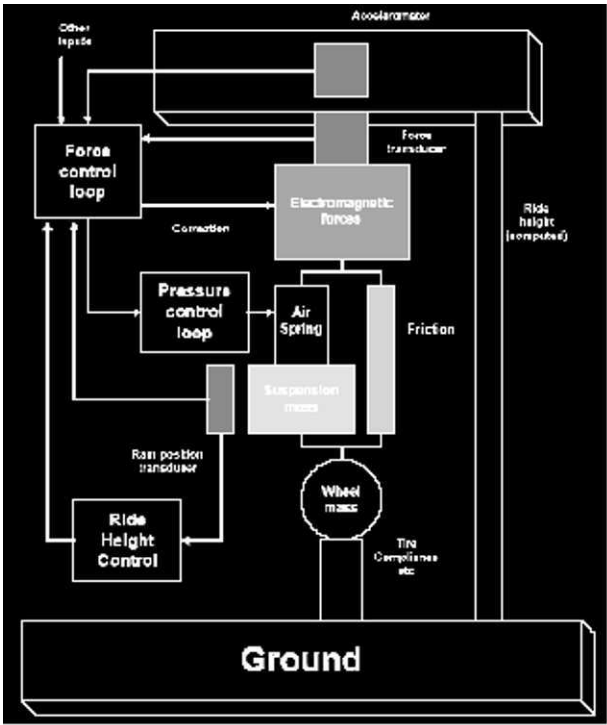 Accelerometer
Other
Inputs
Force
control
loop
Force
transducer
Electromagnetic
forces
Correction
Ride
height
(computed)
Pressure
control
loop
Air
Spring
Friction
Suspension
mass
Ram position
transducer
Wheel
mass
Ride
Height
Control
Tire
Compliance
etc
Ground